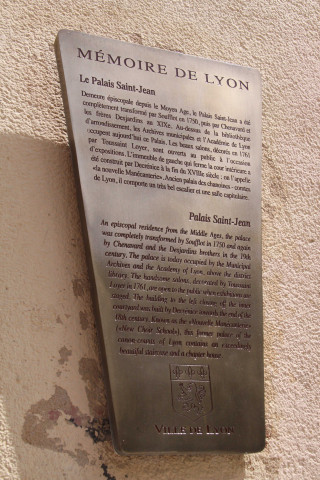 MÉMOIRE DE LYON
Le Palais Saint-Jean
Demeure épiscopale depuis le Moyen Age, le Palais Saint-Jean a été
complètement transformé par Soufflot en 1750, puis par Chenavard et
les frères Desjardins au XIXe. Au-dessus de la bibliothèque
d'arrondissement, les Archives municipales et l'Académie de Lyon
occupent aujourd'hui ce Palais. Les beaux salons, décorés en 1761
par Toussaint Loyer, sont ouverts au public à l'occasion
d'expositions. L'immeuble de gauche qui ferme la cour intérieure a
été construit par Decrénice à la fin du XVIIIe siècle ; on l'appelle
«la nouvelle Manécanterie». Ancien palais des chanoines - comtes
de Lyon, il comporte un très bel escalier et une salle capitulaire.
Palais Saint-Jean
An episcopal residence from the Middle Ages, the palace
was completely transformed by Soufflot in 1750 and again
by Chenavard and the Desjardins brothers in the 19th
century. The palace is today occupied by the Municipal
Archives and the Academy of Lyon, above the district
library. The handsome salons, decorated by Toussaint
Loyer in 1761, are open to the public when exhibitions are
staged. The building to the left closing off the inner
courtyard was built by Decrenice towards the end of the
18th century. Known as the «Nouvelle Manécanterie»
(«New Choir School»), this former palace of the
canon-counts of Lyon contains an exceedingly
beautiful staircase and a chapter house.
VILLE DE LYON